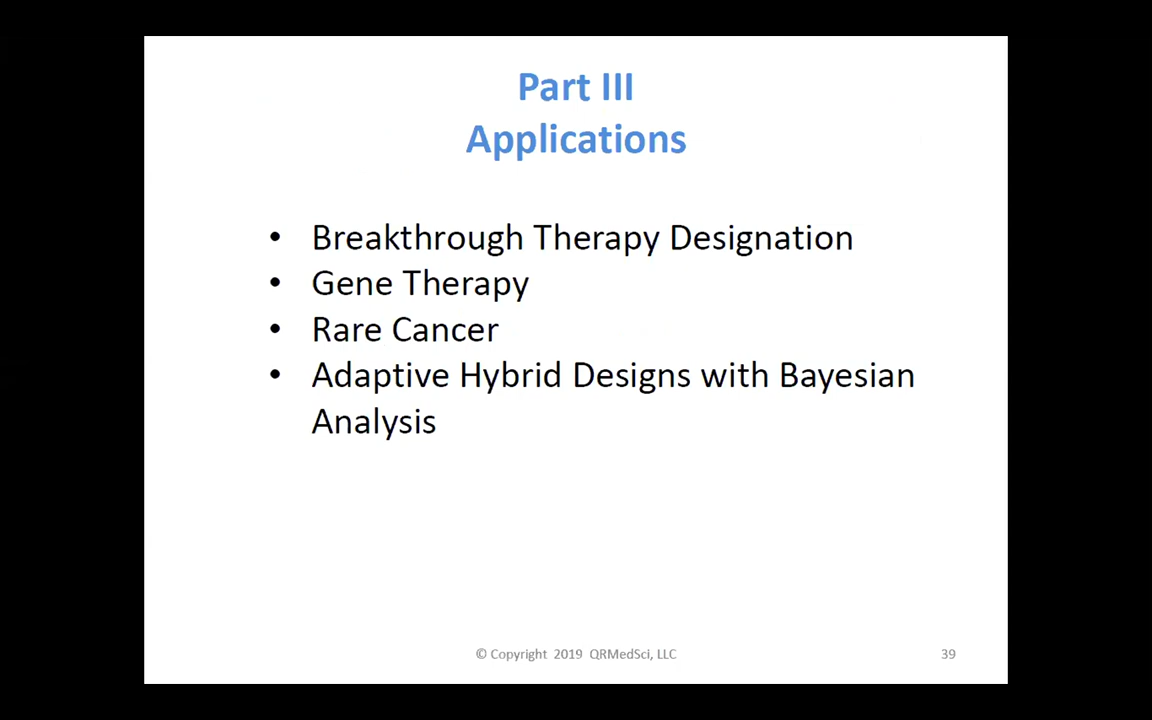 Part III
Applications
• Breakthrough Therapy Designation
• Gene Therapy
• Rare Cancer
• Adaptive Hybrid Designs with Bayesian
Analysis
© Copyright 2019 QRMedSci, LLC
39